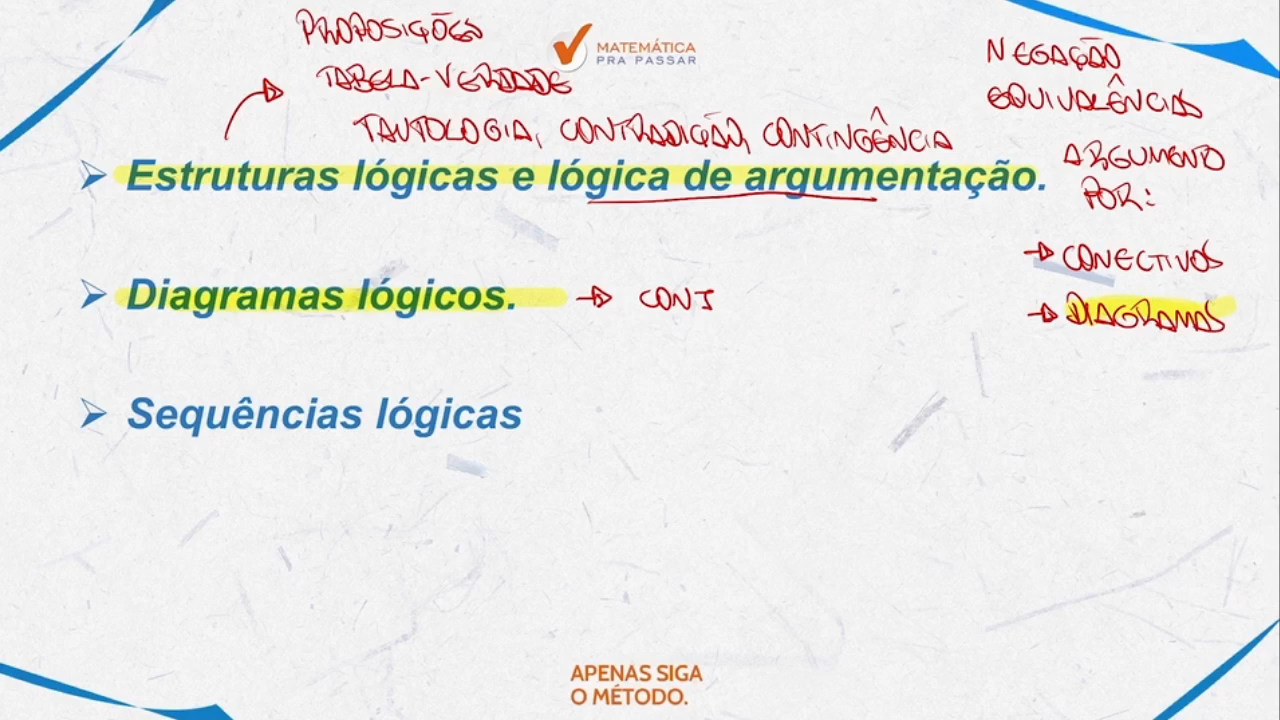 PROPOSIÇÕES
MATEMÁTICA
PRA PASSAR
TABELA-VERDADE
TAUTOLOGIA, CONTRADIÇÃO, CONTINGÊNCIA
Estruturas lógicas e lógica de argumentação.
NEGAÇÃO
EQUIVALÊNCIAS
ARGUMENTO
POR:
→ CONECTIVOS
→ DIAGRAMAS
Diagramas lógicos. → CONJ
Sequências lógicas
APENAS SIGA
O MÉTODO.